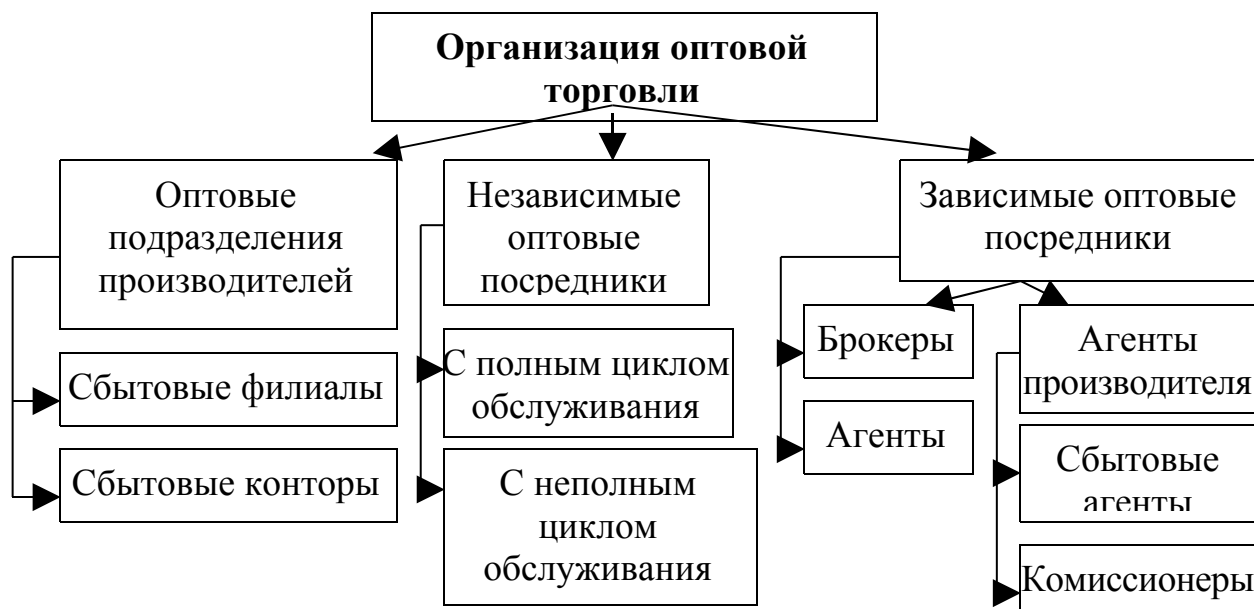 Организация оптовой
торговли
Оптовые
подразделения
производителей
Независимые
оптовые
посредники
Зависимые оптовые
посредники
Сбытовые филиалы
Сбытовые конторы
С полным циклом
обслуживания
С неполным
циклом
обслуживания
Брокеры
Агенты
Агенты
производителя
Сбытовые
агенты
Комиссионеры